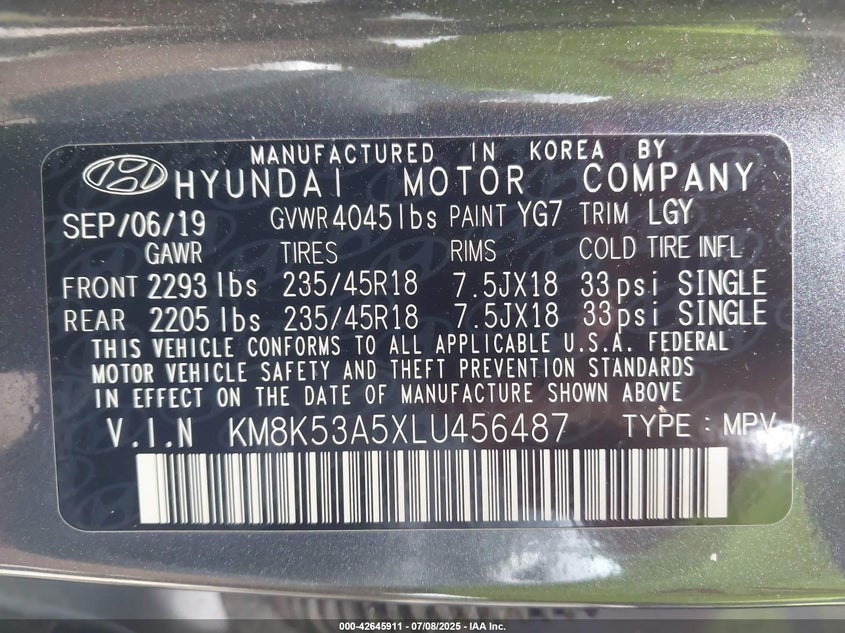 MANUFACTURED IN KOREA BY
HYUNDAI MOTOR COMPANY
SEP/06/19 GVWR 4045 lbs PAINT YG7 TRIM LGY
GAWR TIRES RIMS COLD TIRE INFL
FRONT 2293 lbs 235/45R18 7.5JX18 33 psi SINGLE
REAR 2205 lbs 235/45R18 7.5JX18 33 psi SINGLE
THIS VEHICLE CONFORMS TO ALL APPLICABLE U.S.A. FEDERAL
MOTOR VEHICLE SAFETY AND THEFT PREVENTION STANDARDS
IN EFFECT ON THE DATE OF MANUFACTURE SHOWN ABOVE
V.I.N KM8K53A5XLU456487 TYPE : MPV
000-42645911 - 07/08/2025 - IAA Inc.